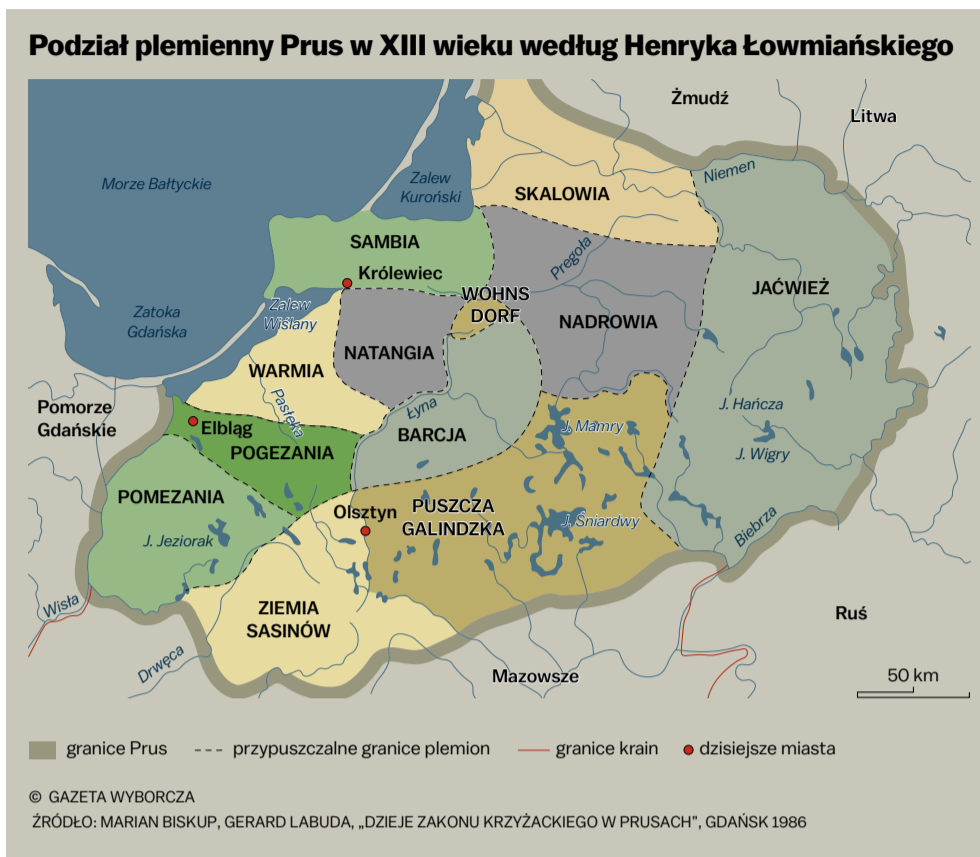 Podział plemienny Prus w XIII wieku według Henryka Łowmiańskiego
Żmudź
Litwa
Morze Bałtyckie
Zalew
Kuroński
SKALOWIA
Niemen
SAMBIA
Królewiec
Pregoła
JAĆWIEŻ
Zatoka
Gdańska
Zalew
Wiślany
WOHNS
DORF
NADROWIA
NATANGIA
WARMIA
Pasłęka
Pomorze
Gdańskie
Elbląg
POGEZANIA
Łyna
BARCJA
J. Mamry
J. Hańcza
J. Wigry
POMEZANIA
J. Jeziorak
Olsztyn
PUSZCZA
GALINDZKA
J. Śniardwy
Biebrza
Wisła
ZIEMIA
SASINÓW
Drwęca
Mazowsze
Ruś
50 km
granice Prus
przypuszczalne granice plemion
granice krain
dzisiejsze miasta
© GAZETA WYBORCZA
ŹRÓDŁO: MARIAN BISKUP, GERARD LABUDA, „DZIEJE ZAKONU KRZYŻACKIEGO W PRUSACH”, GDAŃSK 1986